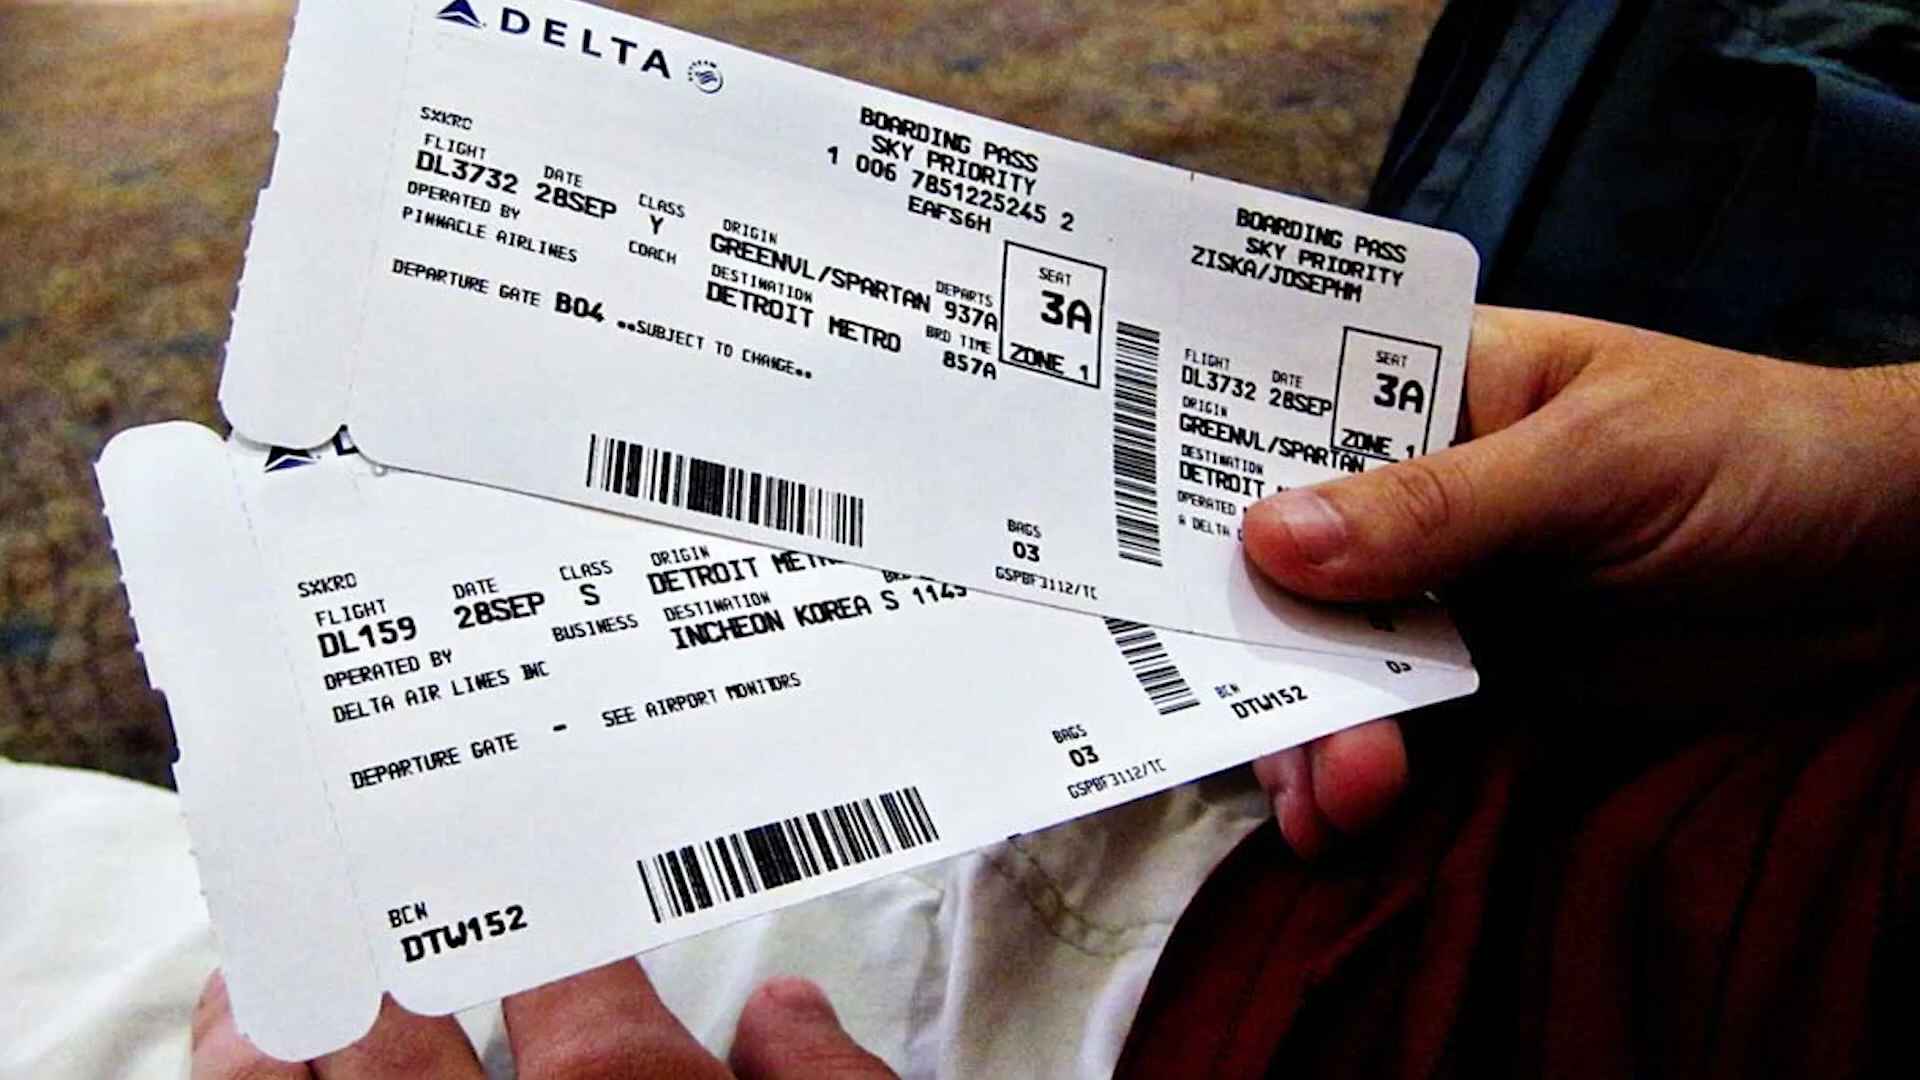 DELTA
SXKRD
BOARDING PASS
SKY PRIORITY
1 006 7851225245 2
EAFS6H
FLIGHT DATE CLASS ORIGIN
DL3732 28SEP Y GREENVL/SPARTAN
OPERATED BY COACH DESTINATION DEPARTS
PINNACLE AIRLINES DETROIT METRO 937A
BRD TIME
857A
SEAT
3A
ZONE 1
DEPARTURE GATE B04 **SUBJECT TO CHANGE**
BAGS
03
GSPBF3112/TC
BOARDING PASS
SKY PRIORITY
ZISKA/JOSEPHM
FLIGHT DATE
DL3732 28SEP
SEAT
3A
ZONE 1
ORIGIN
GREENVL/SPARTAN
DESTINATION
DETROIT
OPERATED
A DELTA
SXKRD
FLIGHT DATE CLASS ORIGIN
DL159 28SEP S DETROIT
OPERATED BY BUSINESS DESTINATION
DELTA AIR LINES INC INCHEON KOREA S 1145
DEPARTURE GATE - SEE AIRPORT MONITORS
BCN
DTW152
BAGS
03
GSPBF3112/TC
BCN
DTW152
03